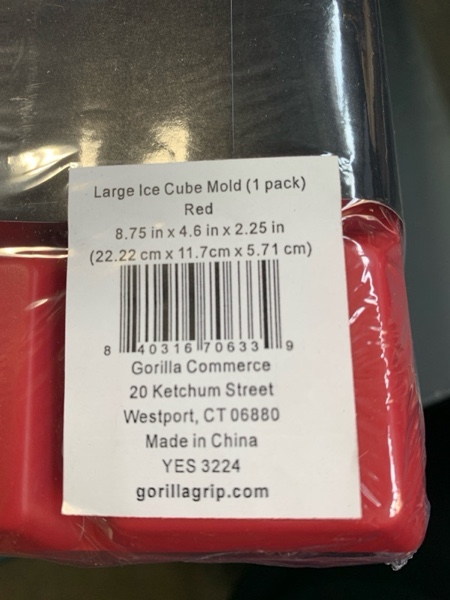 Large Ice Cube Mold (1 pack)
Red
8.75 in x 4.6 in x 2.25 in
(22.22 cm x 11.7cm x 5.71 cm)
8 40316 70633 9
Gorilla Commerce
20 Ketchum Street
Westport, CT 06880
Made in China
YES 3224
gorillagrip.com